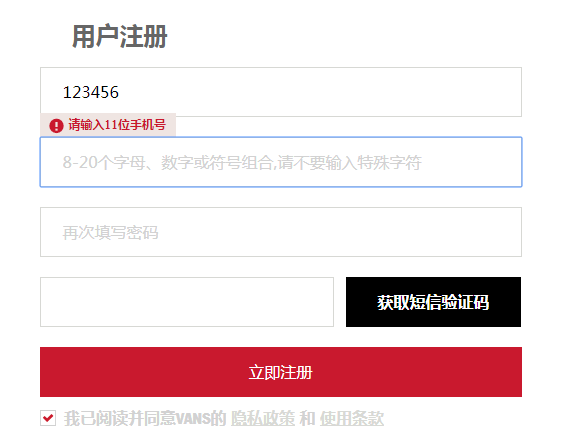 用户注册
123456
请输入11位手机号
8-20个字母、数字或符号组合,请不要输入特殊字符
再次填写密码
获取短信验证码
立即注册
我已阅读并同意VANS的 隐私政策 和 使用条款